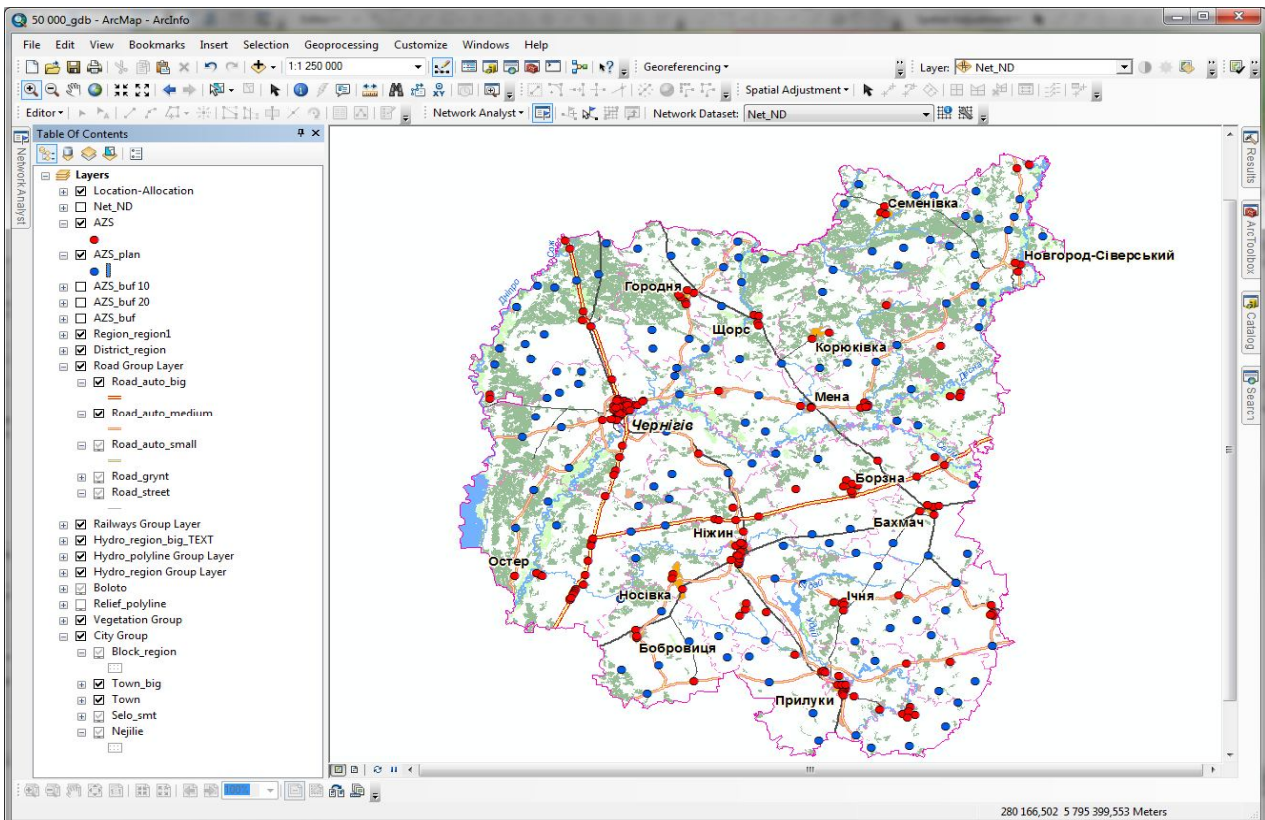 50 000_gdb - ArcMap - ArcInfo
File Edit View Bookmarks Insert Selection Geoprocessing Customize Windows Help
1:1 250 000
Georeferencing
Layer: Net_ND
Spatial Adjustment
Editor
Network Analyst
Network Dataset: Net_ND
Table Of Contents
Network Analyst
Layers
Location-Allocation
Net_ND
AZS
AZS_plan
AZS_buf 10
AZS_buf 20
AZS_buf
Region_region1
District_region
Road Group Layer
Road_auto_big
Road_auto_medium
Road_auto_small
Road_grynt
Road_street
Railways Group Layer
Hydro_region_big_TEXT
Hydro_polyline Group Layer
Hydro_region Group Layer
Boloto
Relief_polyline
Vegetation Group
City Group
Block_region
Town_big
Town
Selo_smt
Nejilie
Семенівка
Новгород-Сіверський
Сож
Дніпро
Городня
Щорс
Корюківка
Десна
Мена
Чернігів
Борзна
Бахмач
Ніжин
Остер
Носівка
Ічня
Удай
Бобровиця
Прилуки
Results
ArcToolbox
Catalog
Search
100%
280 166,502 5 795 399,553 Meters